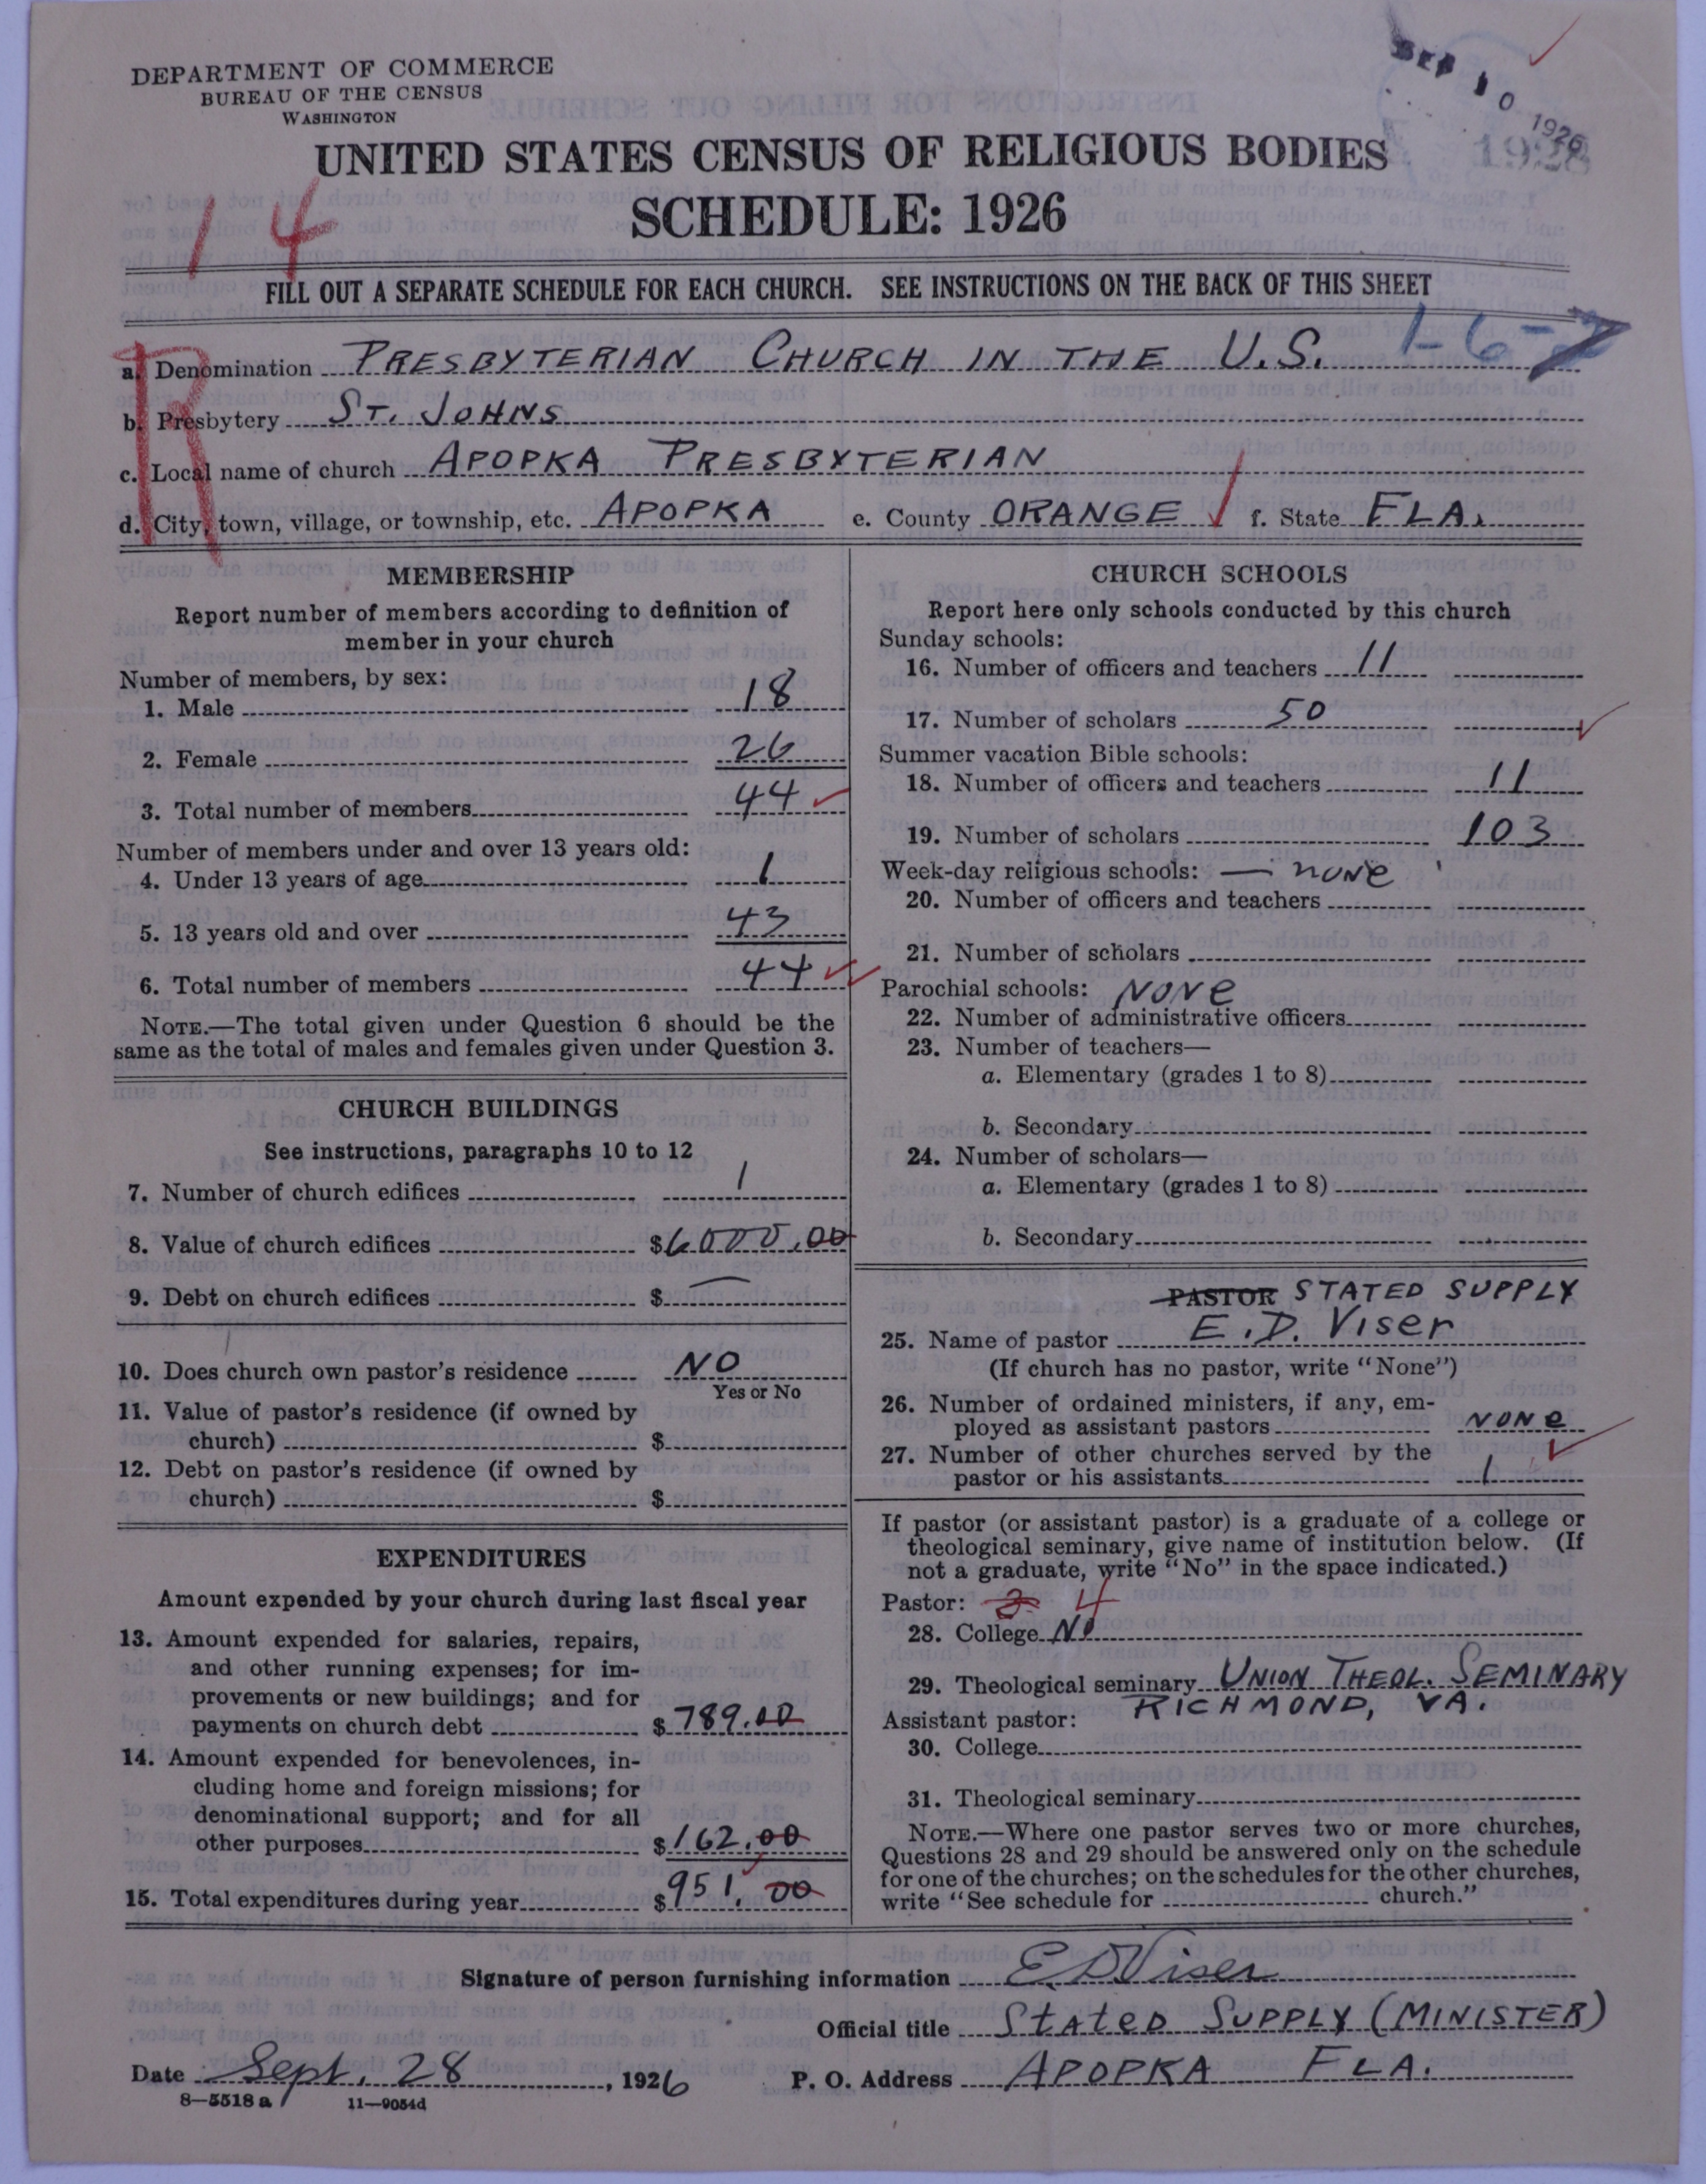 DEPARTMENT OF COMMERCE
BUREAU OF THE CENSUS
WASHINGTON
SEP 10 1926
UNITED STATES CENSUS OF RELIGIOUS BODIES
SCHEDULE: 1926
14
FILL OUT A SEPARATE SCHEDULE FOR EACH CHURCH. SEE INSTRUCTIONS ON THE BACK OF THIS SHEET
R
a. Denomination PRESBYTERIAN CHURCH IN THE U.S. 1-6-
b. Presbytery ST. JOHNS
c. Local name of church APOPKA PRESBYTERIAN
d. City, town, village, or township, etc. APOPKA e. County ORANGE f. State FLA.
MEMBERSHIP
Report number of members according to definition of
member in your church
Number of members, by sex:
1. Male 18
2. Female 26
3. Total number of members 44
Number of members under and over 13 years old:
4. Under 13 years of age 1
5. 13 years old and over 43
6. Total number of members 44
NOTE.—The total given under Question 6 should be the
same as the total of males and females given under Question 3.
CHURCH BUILDINGS
See instructions, paragraphs 10 to 12
7. Number of church edifices 1
8. Value of church edifices $6000.00
9. Debt on church edifices $ —
10. Does church own pastor's residence NO
Yes or No
11. Value of pastor's residence (if owned by
church) $
12. Debt on pastor's residence (if owned by
church) $
EXPENDITURES
Amount expended by your church during last fiscal year
13. Amount expended for salaries, repairs,
and other running expenses; for im-
provements or new buildings; and for
payments on church debt $789.00
14. Amount expended for benevolences, in-
cluding home and foreign missions; for
denominational support; and for all
other purposes $162.00
15. Total expenditures during year $951.00
CHURCH SCHOOLS
Report here only schools conducted by this church
Sunday schools:
16. Number of officers and teachers 11
17. Number of scholars 50
Summer vacation Bible schools:
18. Number of officers and teachers 11
19. Number of scholars 103
Week-day religious schools: — none
20. Number of officers and teachers
21. Number of scholars
Parochial schools: NONe
22. Number of administrative officers
23. Number of teachers—
a. Elementary (grades 1 to 8)
b. Secondary
24. Number of scholars—
a. Elementary (grades 1 to 8)
b. Secondary
PASTOR STATED SUPPLY
25. Name of pastor E. D. Viser
(If church has no pastor, write "None")
26. Number of ordained ministers, if any, em-
ployed as assistant pastors NONe
27. Number of other churches served by the
pastor or his assistants 1
If pastor (or assistant pastor) is a graduate of a college or
theological seminary, give name of institution below. (If
not a graduate, write "No" in the space indicated.)
Pastor: 3 4
28. College No
29. Theological seminary UNION THEOL. SEMINARY
RICHMOND, VA.
Assistant pastor:
30. College
31. Theological seminary
NOTE.—Where one pastor serves two or more churches,
Questions 28 and 29 should be answered only on the schedule
for one of the churches; on the schedules for the other churches,
write "See schedule for church."
Signature of person furnishing information E D Viser
Official title Stated SUPPLY (MINISTER)
Date Sept. 28, 1926 P. O. Address APOPKA FLA.
8—5518 a 11—9054d